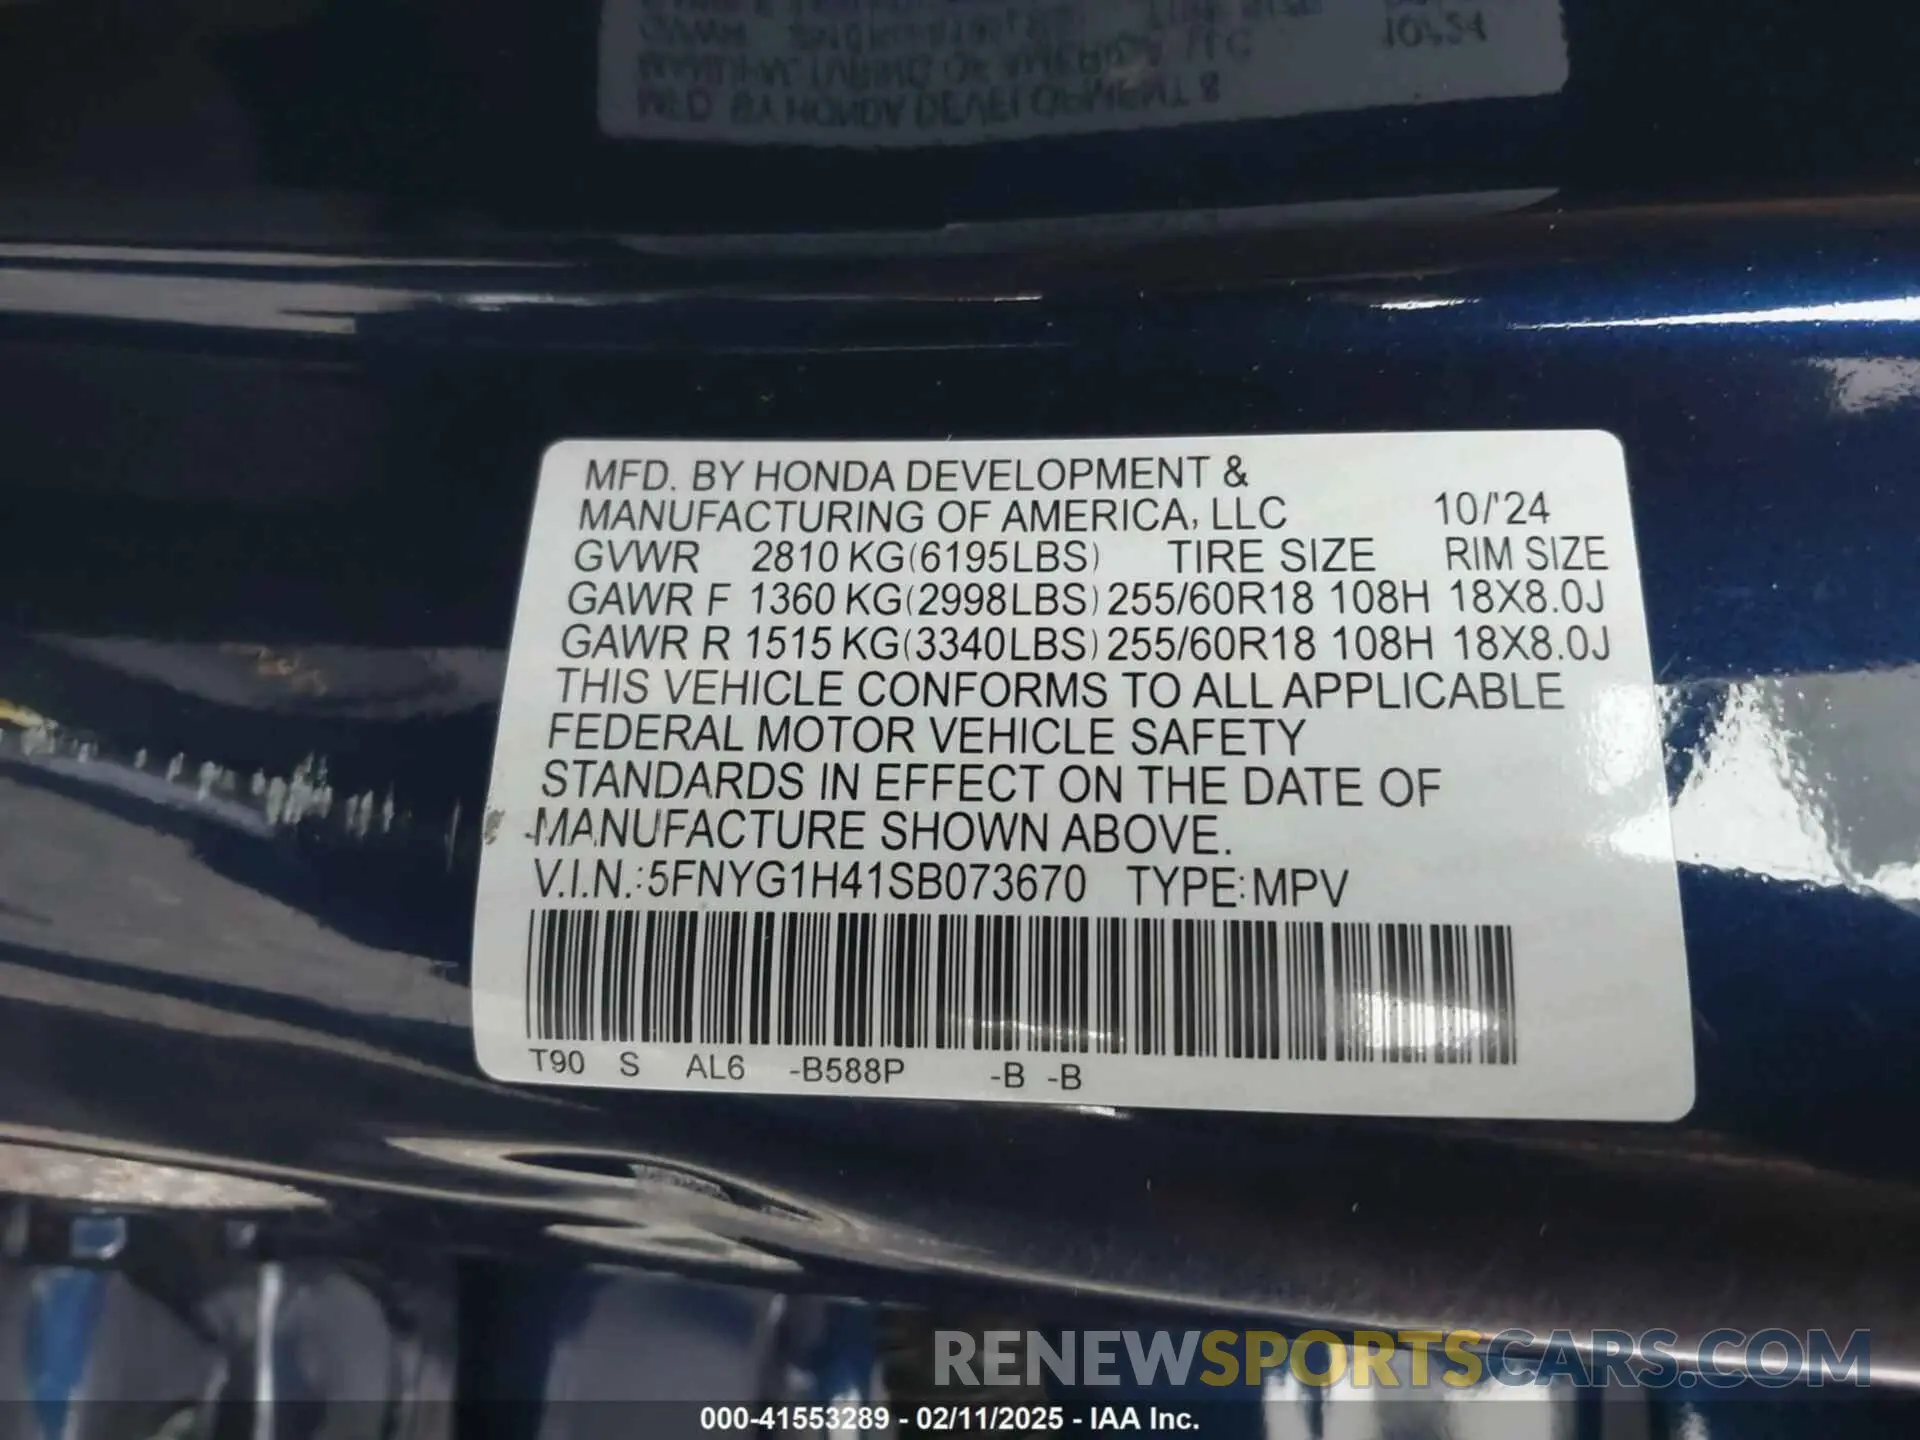 MFD. BY HONDA DEVELOPMENT &
MANUFACTURING OF AMERICA, LLC 10/'24
GVWR 2810 KG(6195LBS) TIRE SIZE RIM SIZE
GAWR F 1360 KG(2998LBS) 255/60R18 108H 18X8.0J
GAWR R 1515 KG(3340LBS) 255/60R18 108H 18X8.0J
THIS VEHICLE CONFORMS TO ALL APPLICABLE
FEDERAL MOTOR VEHICLE SAFETY
STANDARDS IN EFFECT ON THE DATE OF
MANUFACTURE SHOWN ABOVE.
V.I.N.:5FNYG1H41SB073670 TYPE:MPV
T90 S AL6 -B588P -B -B
RENEWSPORTSCARS.COM
000-41553289 - 02/11/2025 - IAA Inc.